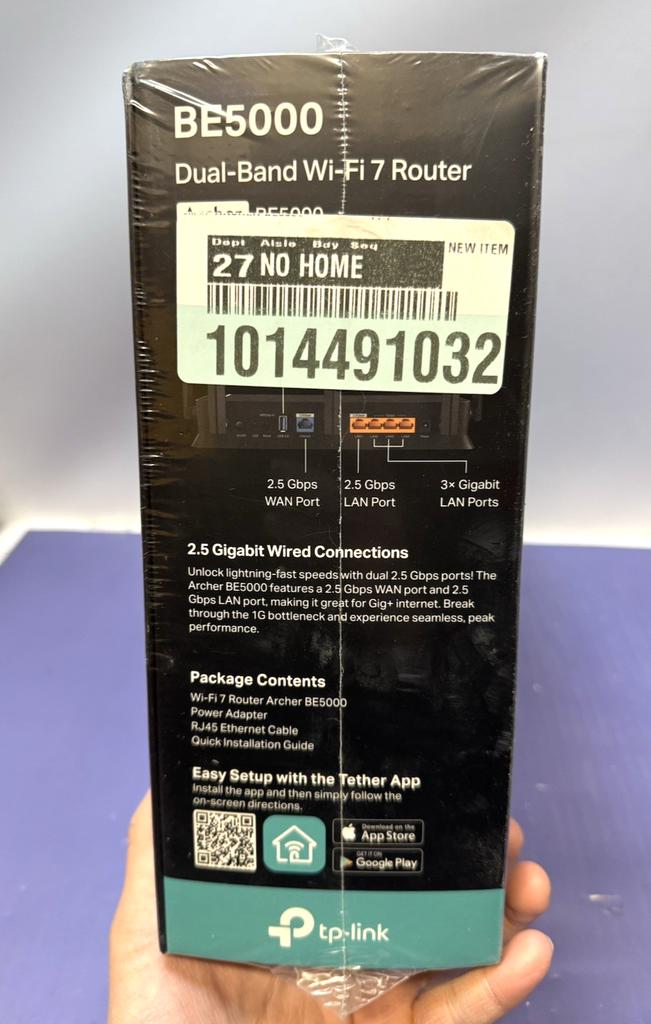 BE5000
Dual-Band Wi-Fi 7 Router
Archer BE5000
Dept Aisle Bay Seq
NEW ITEM
27 NO HOME
1014491032
2.5 Gbps
WAN Port
2.5 Gbps
LAN Port
3× Gigabit
LAN Ports
2.5 Gigabit Wired Connections
Unlock lightning-fast speeds with dual 2.5 Gbps ports! The
Archer BE5000 features a 2.5 Gbps WAN port and 2.5
Gbps LAN port, making it great for Gig+ internet. Break
through the 1G bottleneck and experience seamless, peak
performance.
Package Contents
Wi-Fi 7 Router Archer BE5000
Power Adapter
RJ45 Ethernet Cable
Quick Installation Guide
Easy Setup with the Tether App
Install the app and then simply follow the
on-screen directions.
Download on the
App Store
GET IT ON
Google Play
tp-link